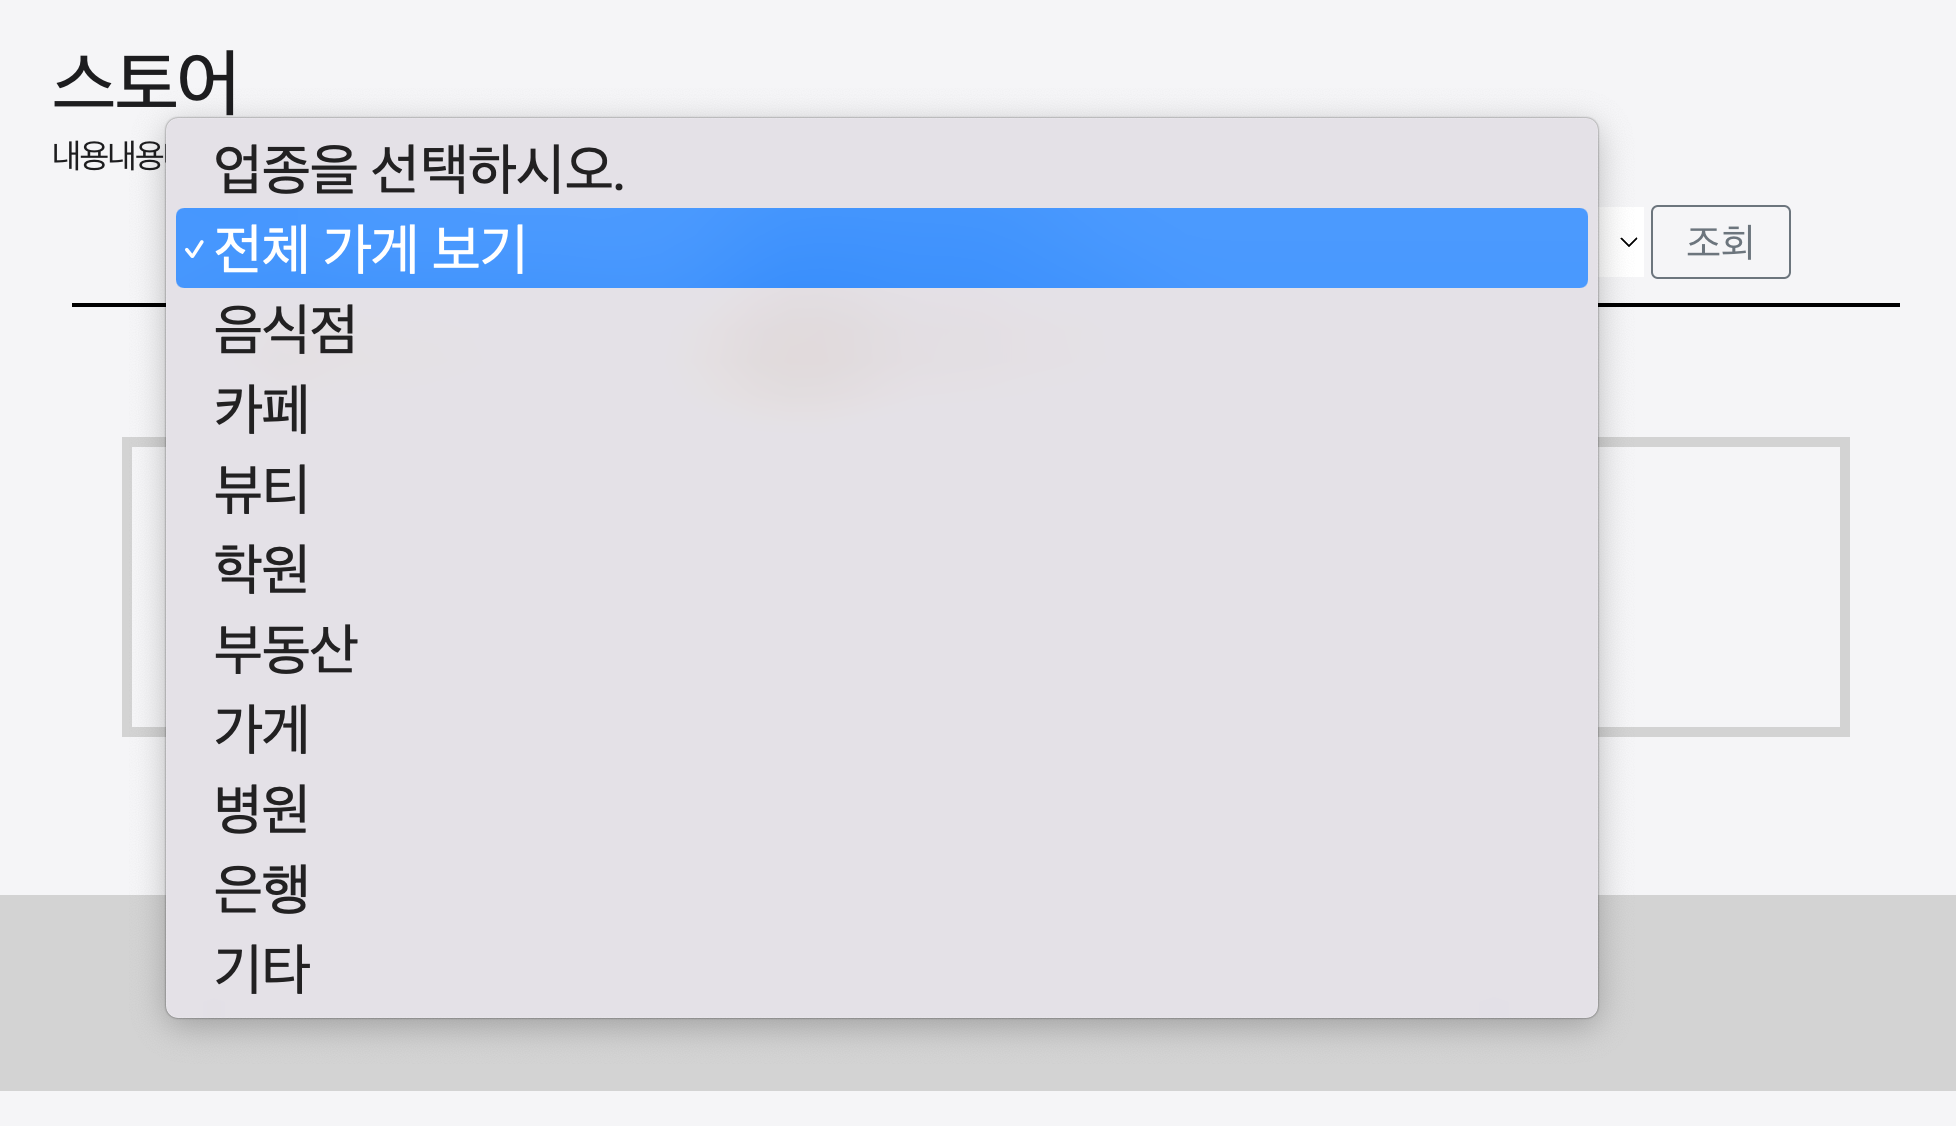 스토어
내용내용
업종을 선택하시오.
전체 가게 보기
조회
음식점
카페
뷰티
학원
부동산
가게
병원
은행
기타